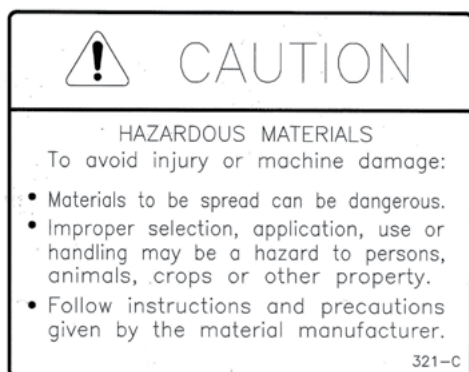 CAUTION
HAZARDOUS MATERIALS
To avoid injury or machine damage:
• Materials to be spread can be dangerous.
• Improper selection, application, use or
handling may be a hazard to persons,
animals, crops or other property.
• Follow instructions and precautions
given by the material manufacturer.
321-C